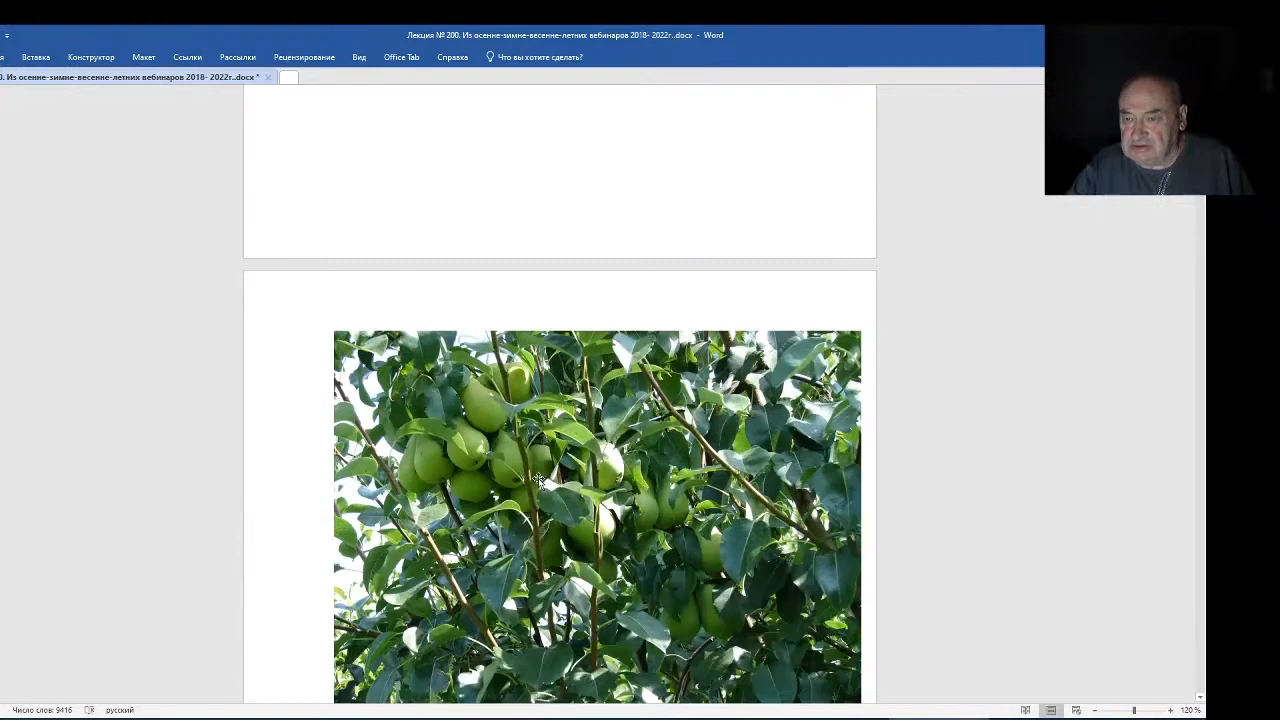 Лекция № 200. Из осенне-зимне-весенне-летних вебинаров 2018- 2022г..docx - Word
я Вставка Конструктор Макет Ссылки Рассылки Рецензирование Вид Office Tab Справка Что вы хотите сделать?
0. Из осенне-зимне-весенне-летних вебинаров 2018- 2022г..docx *
Число слов: 9416 русский 120 %